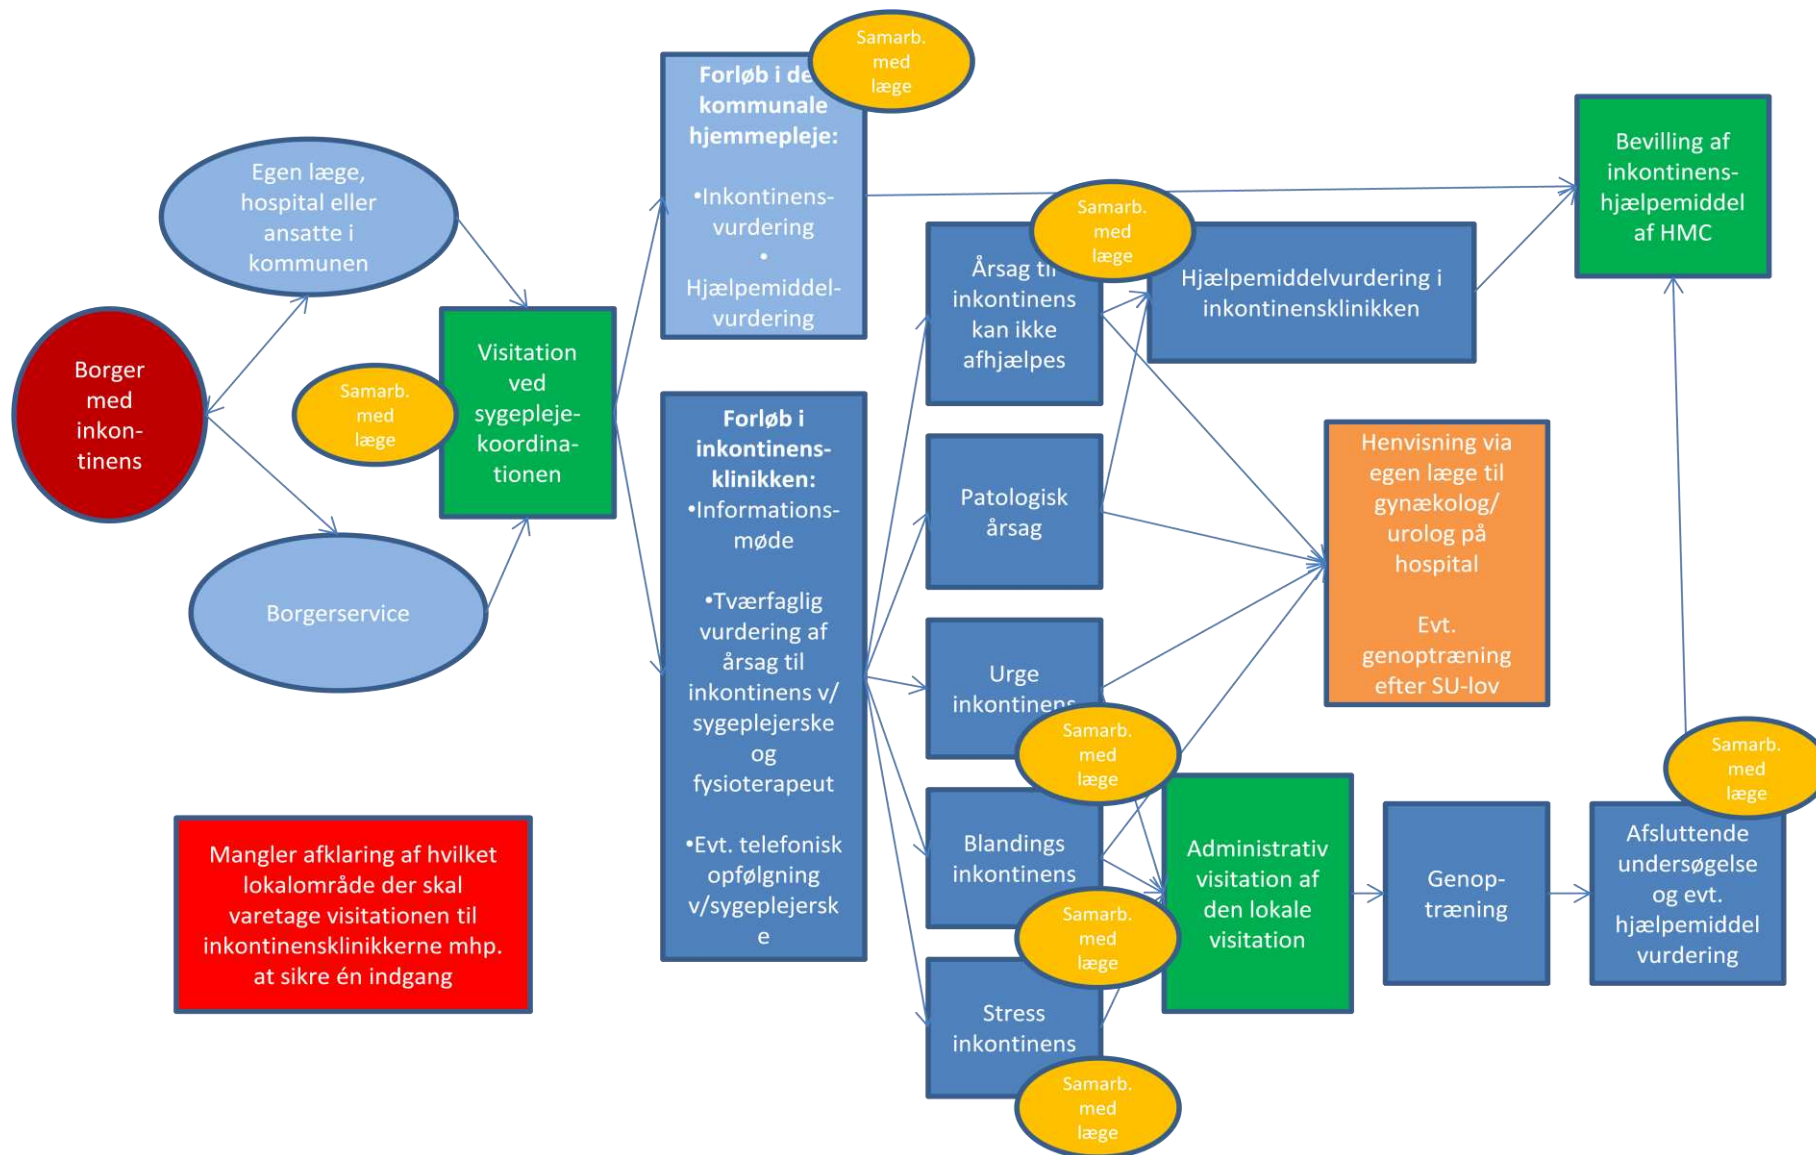 Borger
med
inkon-
tinens
Egen læge,
hospital eller
ansatte i
kommunen
Borgerservice
Samarb.
med
læge
Visitation
ved
sygepleje-
koordina-
tionen
Mangler afklaring af hvilket
lokalområde der skal
varetage visitationen til
inkontinensklinikkerne mhp.
at sikre én indgang
Samarb.
med
læge
Forløb i de
kommunale
hjemmepleje:
•Inkontinens-
vurdering
•
Hjælpemiddel-
vurdering
Forløb i
inkontinens-
klinikken:
•Informations-
møde
•Tværfaglig
vurdering af
årsag til
inkontinens v/
sygeplejerske
og
fysioterapeut
•Evt. telefonisk
opfølgning
v/sygeplejersk
e
Samarb.
med
læge
Årsag til
inkontinens
kan ikke
afhjælpes
Patologisk
årsag
Urge
inkontinens
Samarb.
med
læge
Blandings
inkontinens
Samarb.
med
læge
Stress
inkontinens
Samarb.
med
læge
Hjælpemiddelvurdering i
inkontinensklinikken
Bevilling af
inkontinens-
hjælpemiddel
af HMC
Henvisning via
egen læge til
gynækolog/
urolog på
hospital
Evt.
genoptræning
efter SU-lov
Administrativ
visitation af
den lokale
visitation
Genop-
træning
Samarb.
med
læge
Afsluttende
undersøgelse
og evt.
hjælpemiddel
vurdering